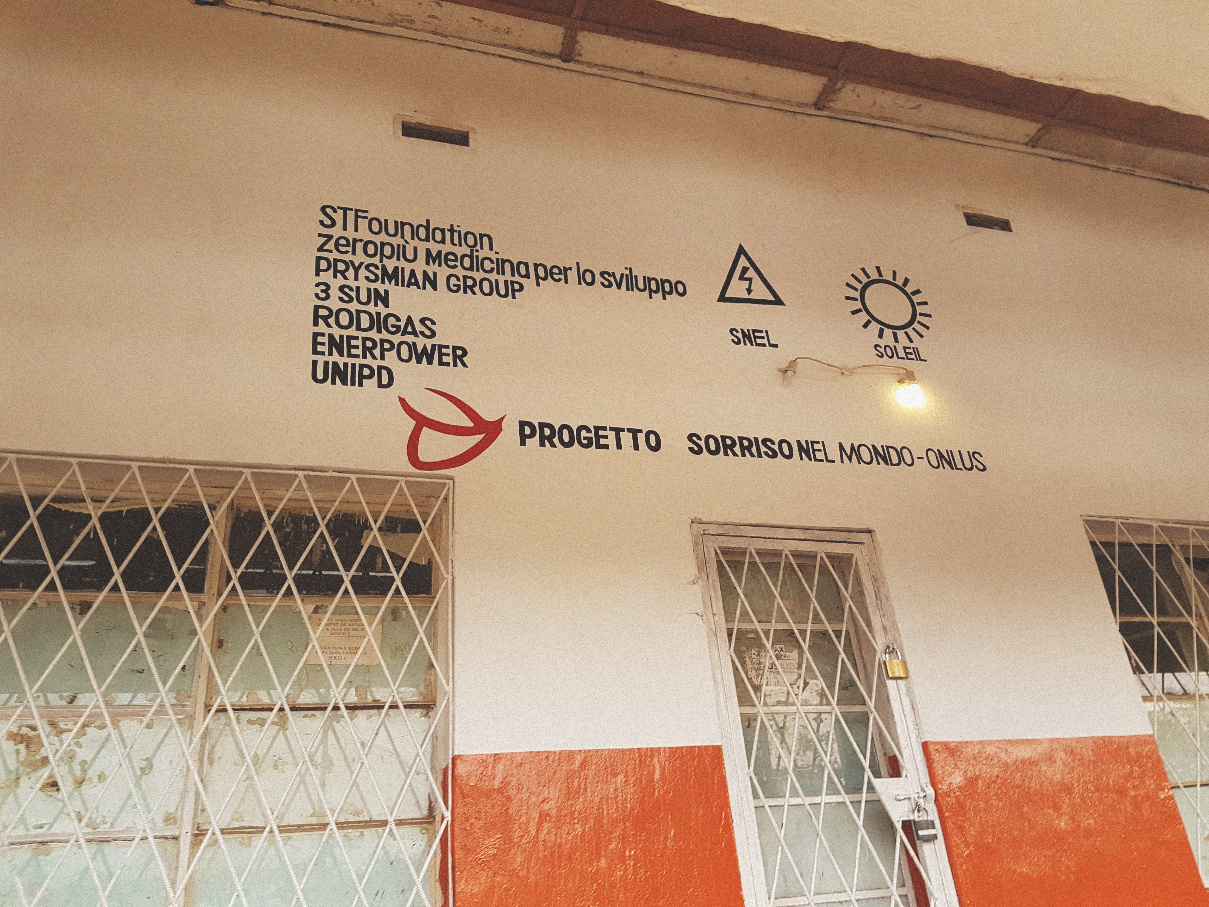 STFoundation.
zeropiù Medicina per lo sviluppo
PRYSMIAN GROUP
3 SUN
RODIGAS
ENERPOWER
UNIPD
SNEL
SOLEIL
PROGETTO SORRISO NEL MONDO-ONLUS